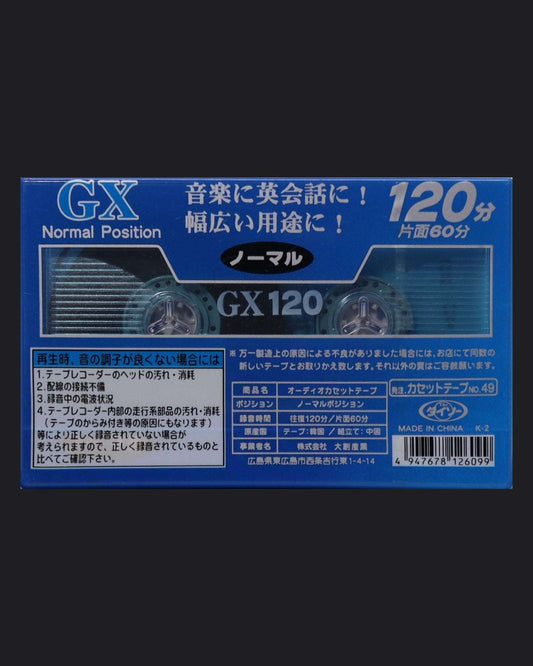 GX
Normal Position
音楽に英会話に!
幅広い用途に!
120分
片面60分
ノーマル
GX 120
再生時、音の調子が良くない場合には
1.テープレコーダーのヘッドの汚れ・消耗
2.配線の接続不備
3.録音中の電波状況
4.テープレコーダー内部の走行系部品の汚れ・消耗
(テープのからみ付き等の原因にもなります)
等により正しく録音されていない場合が
考えられますので、正しく録音されているものと
比べてご確認下さい。
※ 万一製造上の原因による不良がありました場合には、お店にて同数の
新しいテープとお取りかえ致します。それ以外の責はご容赦願います。
商品名 オーディオカセットテープ
ポジション ノーマルポジション
録音時間 往復120分/片面60分
原産国 テープ:韓国 / 組立て:中国
事業者名 株式会社 大創産業
広島県東広島市西条吉行東1-4-14
発注、カセットテープNO.49
ダイソー
MADE IN CHINA K-2
4 947678 126099